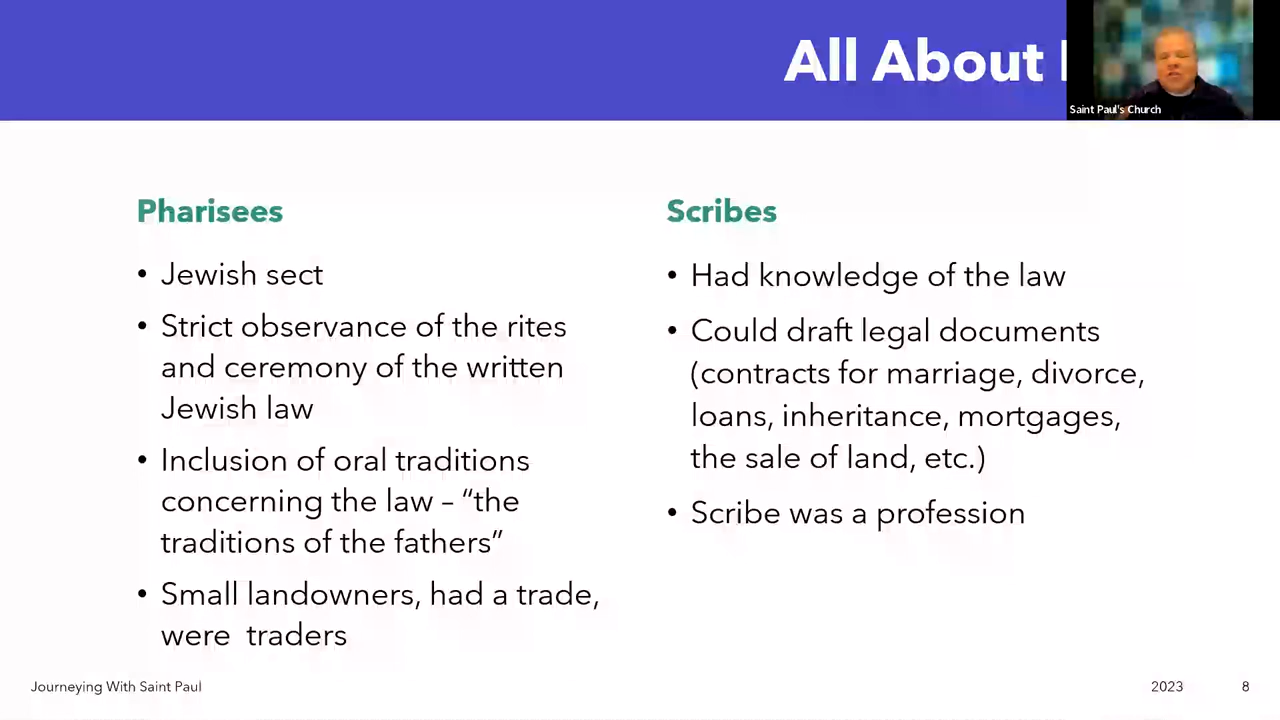 All About
Saint Paul's Church
Pharisees
• Jewish sect
• Strict observance of the rites
and ceremony of the written
Jewish law
• Inclusion of oral traditions
concerning the law – “the
traditions of the fathers”
• Small landowners, had a trade,
were traders
Scribes
• Had knowledge of the law
• Could draft legal documents
(contracts for marriage, divorce,
loans, inheritance, mortgages,
the sale of land, etc.)
• Scribe was a profession
Journeying With Saint Paul
2023
8